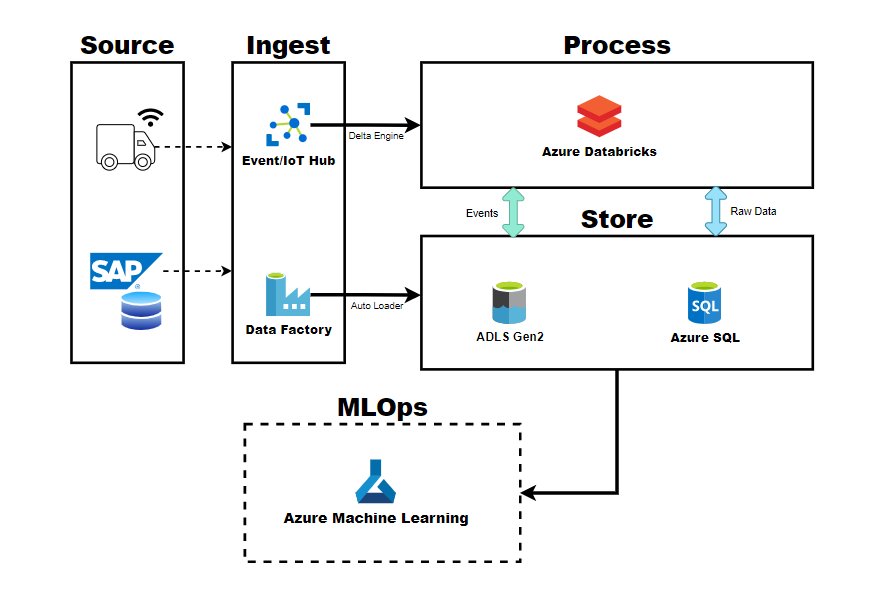 Source
Ingest
Process
Event/IoT Hub
Delta Engine
Azure Databricks
Events
Store
Raw Data
SAP
®
Data Factory
Auto Loader
ADLS Gen2
SQL
Azure SQL
MLOps
Azure Machine Learning